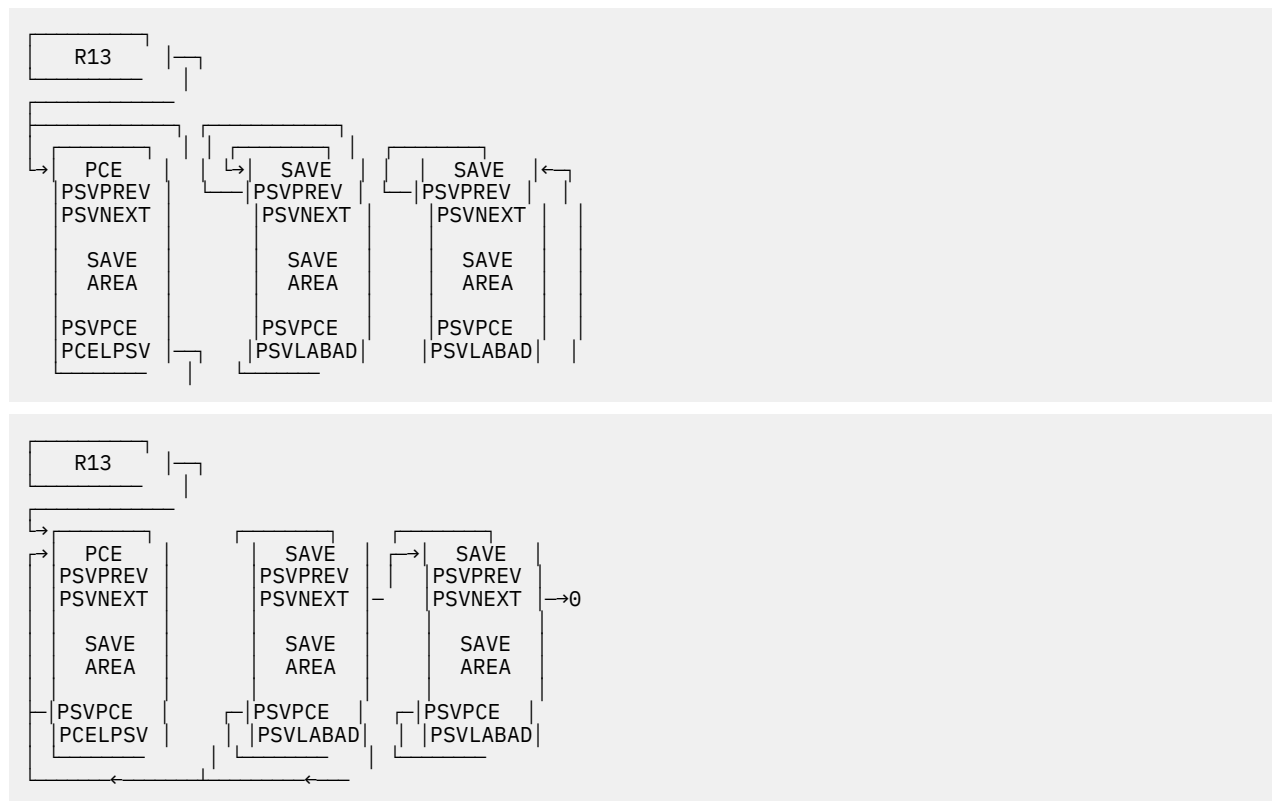 R13
PCE SAVE SAVE
PSVPREV PSVPREV PSVPREV
PSVNEXT PSVNEXT PSVNEXT
SAVE SAVE SAVE
AREA AREA AREA
PSVPCE PSVPCE PSVPCE
PCELPSV PSVLABAD PSVLABAD
R13
PCE SAVE SAVE
PSVPREV PSVPREV PSVPREV
PSVNEXT PSVNEXT PSVNEXT 0
SAVE SAVE SAVE
AREA AREA AREA
PSVPCE PSVPCE PSVPCE
PCELPSV PSVLABAD PSVLABAD